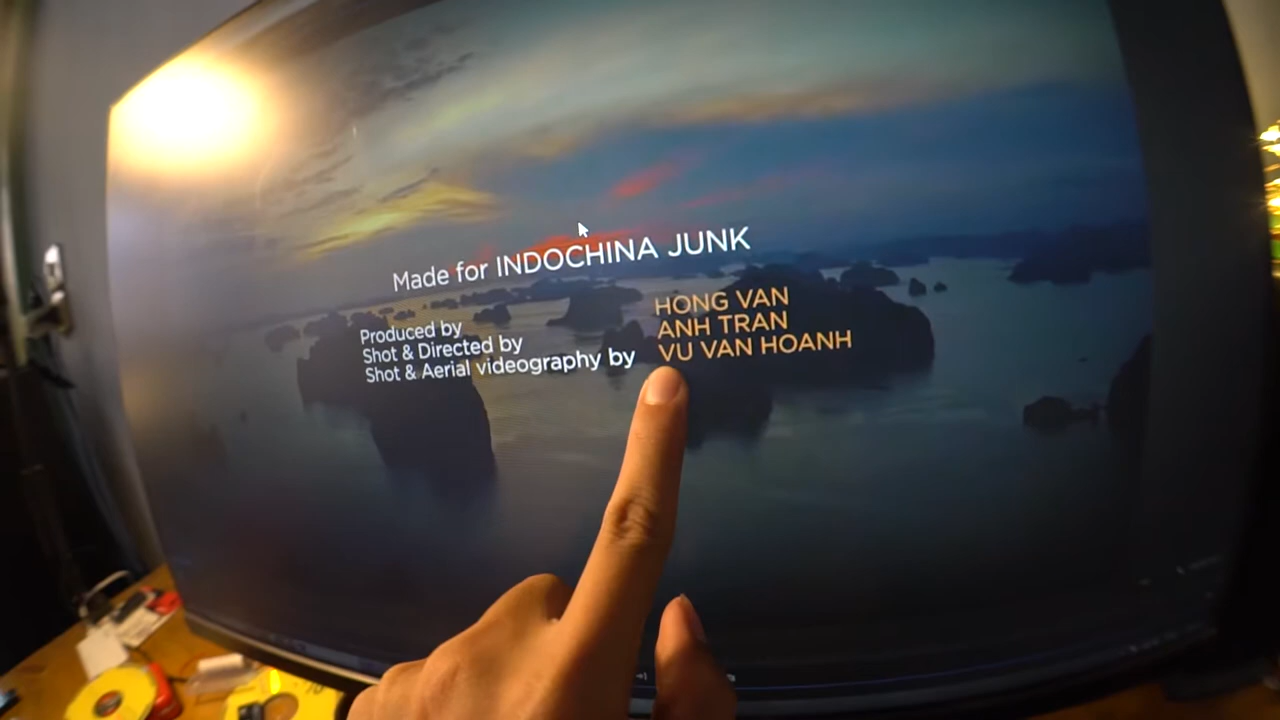 Made for INDOCHINA JUNK
Produced by HONG VAN
Shot & Directed by ANH TRAN
Shot & Aerial videography by VU VAN HOANH